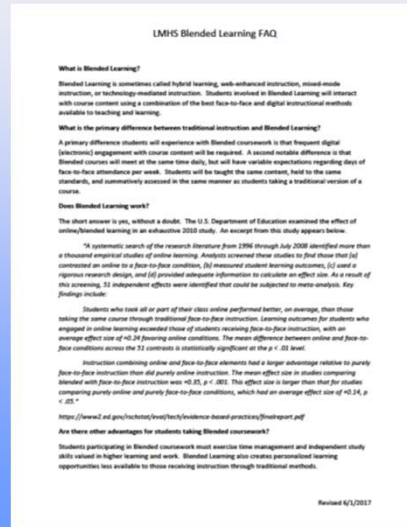 LMHS Blended Learning FAQ
What is Blended Learning?
Blended Learning is sometimes called hybrid learning, web-enhanced instruction, mixed-mode
instruction, or technology-mediated instruction. Students involved in Blended Learning will interact
with course content using a combination of the best face-to-face and digital instructional methods
available to teaching and learning.
What is the primary difference between traditional instruction and Blended Learning?
A primary difference students will experience with Blended coursework is that frequent digital
(electronic) engagement with course content will be required. A second notable difference is that
Blended courses will meet at the same time daily, but will have variable expectations regarding days of
face-to-face attendance per week. Students will be taught the same content, held to the same
standards, and summatively assessed in the same manner as students taking a traditional version of a
course.
Does Blended Learning work?
The short answer is yes, without a doubt. The U.S. Department of Education examined the effect of
online/blended learning in an exhaustive 2010 study. An excerpt from this study appears below.
"A systematic search of the research literature from 1996 through July 2008 identified more than
a thousand empirical studies of online learning. Analysts screened these studies to find those that (a)
contrasted an online to a face-to-face condition, (b) measured student learning outcomes, (c) used a
rigorous research design, and (d) provided adequate information to calculate an effect size. As a result of
this screening, 51 independent effects were identified that could be subjected to meta-analysis. Key
findings include:
Students who took all or part of their class online performed better, on average, than those
taking the same course through traditional face-to-face instruction. Learning outcomes for students who
engaged in online learning exceeded those of students receiving face-to-face instruction, with an
average effect size of +0.24 favoring online conditions. The mean difference between online and face-to-
face conditions across the 51 contrasts is statistically significant at the p < .01 level.
Instruction combining online and face-to-face elements had a larger advantage relative to purely
face-to-face instruction than did purely online instruction. The mean effect size in studies comparing
blended with face-to-face instruction was +0.35, p < .001. This effect size is larger than that for studies
comparing purely online and purely face-to-face conditions, which had an average effect size of +0.14, p
< .05."
https://www2.ed.gov/rschstat/eval/tech/evidence-based-practices/finalreport.pdf
Are there other advantages for students taking Blended coursework?
Students participating in Blended coursework must exercise time management and independent study
skills valued in higher learning and work. Blended Learning also creates personalized learning
opportunities less available to those receiving instruction through traditional methods.
Revised 6/1/2017